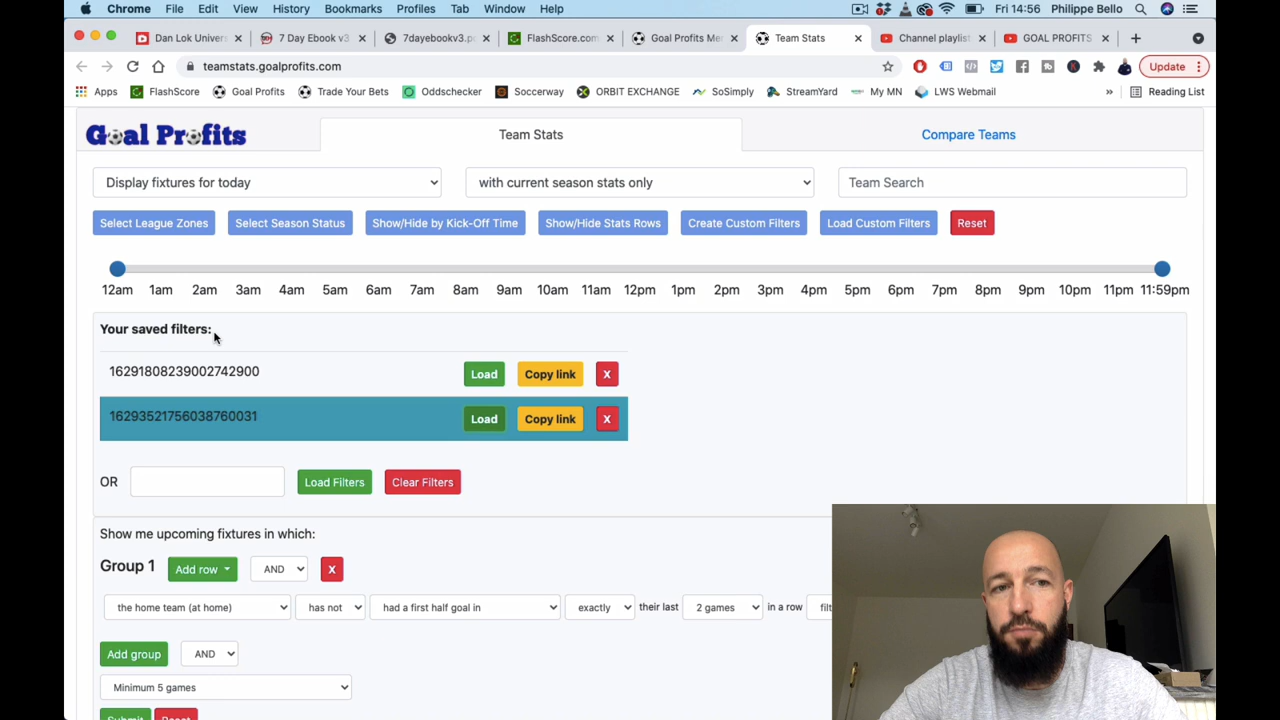 Chrome File Edit View History Bookmarks Profiles Tab Window Help Fri 14:56 Philippe Bello
Dan Lok Univers 7 Day Ebook v3 7dayebookv3.p FlashScore.com Goal Profits Me Team Stats Channel playlist GOAL PROFITS
teamstats.goalprofits.com Update
Apps FlashScore Goal Profits Trade Your Bets Oddschecker Soccerway ORBIT EXCHANGE SoSimply StreamYard My MN LWS Webmail » Reading List
Goal Profits Team Stats Compare Teams
Display fixtures for today with current season stats only Team Search
Select League Zones Select Season Status Show/Hide by Kick-Off Time Show/Hide Stats Rows Create Custom Filters Load Custom Filters Reset
12am 1am 2am 3am 4am 5am 6am 7am 8am 9am 10am 11am 12pm 1pm 2pm 3pm 4pm 5pm 6pm 7pm 8pm 9pm 10pm 11pm 11:59pm
Your saved filters:
16291808239002742900 Load Copy link X
16293521756038760031 Load Copy link X
OR Load Filters Clear Filters
Show me upcoming fixtures in which:
Group 1 Add row AND X
the home team (at home) has not had a first half goal in exactly their last 2 games in a row filt
Add group AND
Minimum 5 games
Submit Reset